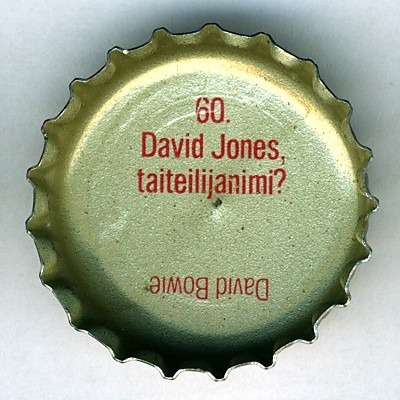 60.
David Jones,
taiteilijanimi?
David Bowie